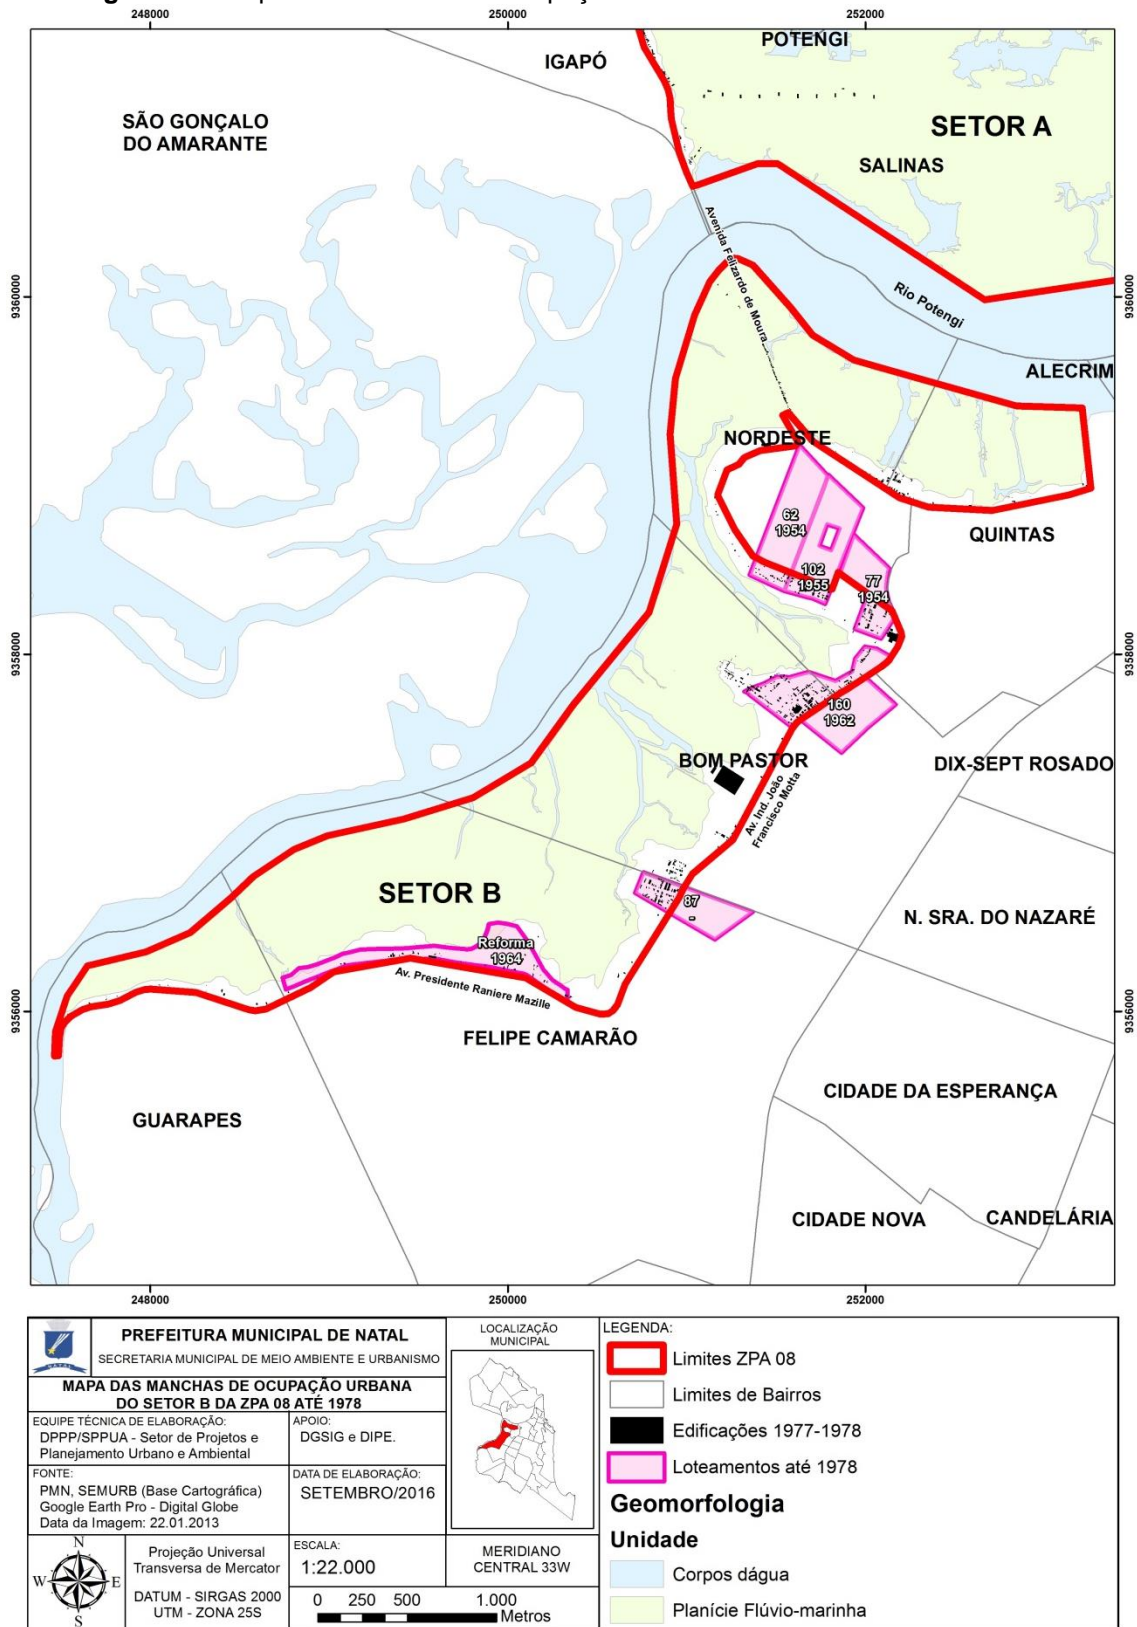 248000
250000
252000
POTENGI
IGAPÓ
SÃO GONÇALO
DO AMARANTE
SETOR A
SALINAS
Avenida Felizardo de Moura
Rio Potengi
9360000
9360000
ALECRIM
NORDESTE
62
1954
QUINTAS
102
1955
77
1954
9358000
9358000
160
1962
BOM PASTOR
DIX-SEPT ROSADO
Av. Ind. João
Francisco Motta
SETOR B
87
-
N. SRA. DO NAZARÉ
Reforma
1964
Av. Presidente Raniere Mazille
9356000
9356000
FELIPE CAMARÃO
CIDADE DA ESPERANÇA
GUARAPES
CIDADE NOVA
CANDELÁRIA
248000
250000
252000
NATAL
PREFEITURA MUNICIPAL DE NATAL
SECRETARIA MUNICIPAL DE MEIO AMBIENTE E URBANISMO
MAPA DAS MANCHAS DE OCUPAÇÃO URBANA
DO SETOR B DA ZPA 08 ATÉ 1978
EQUIPE TÉCNICA DE ELABORAÇÃO:
DPPP/SPPUA - Setor de Projetos e
Planejamento Urbano e Ambiental
APOIO:
DGSIG e DIPE.
FONTE:
PMN, SEMURB (Base Cartográfica)
Google Earth Pro - Digital Globe
Data da Imagem: 22.01.2013
DATA DE ELABORAÇÃO:
SETEMBRO/2016
N
W
E
S
Projeção Universal
Transversa de Mercator
DATUM - SIRGAS 2000
UTM - ZONA 25S
ESCALA:
1:22.000
0 250 500 1.000
Metros
LOCALIZAÇÃO
MUNICIPAL
MERIDIANO
CENTRAL 33W
LEGENDA:
Limites ZPA 08
Limites de Bairros
Edificações 1977-1978
Loteamentos até 1978
Geomorfologia
Unidade
Corpos dágua
Planície Flúvio-marinha